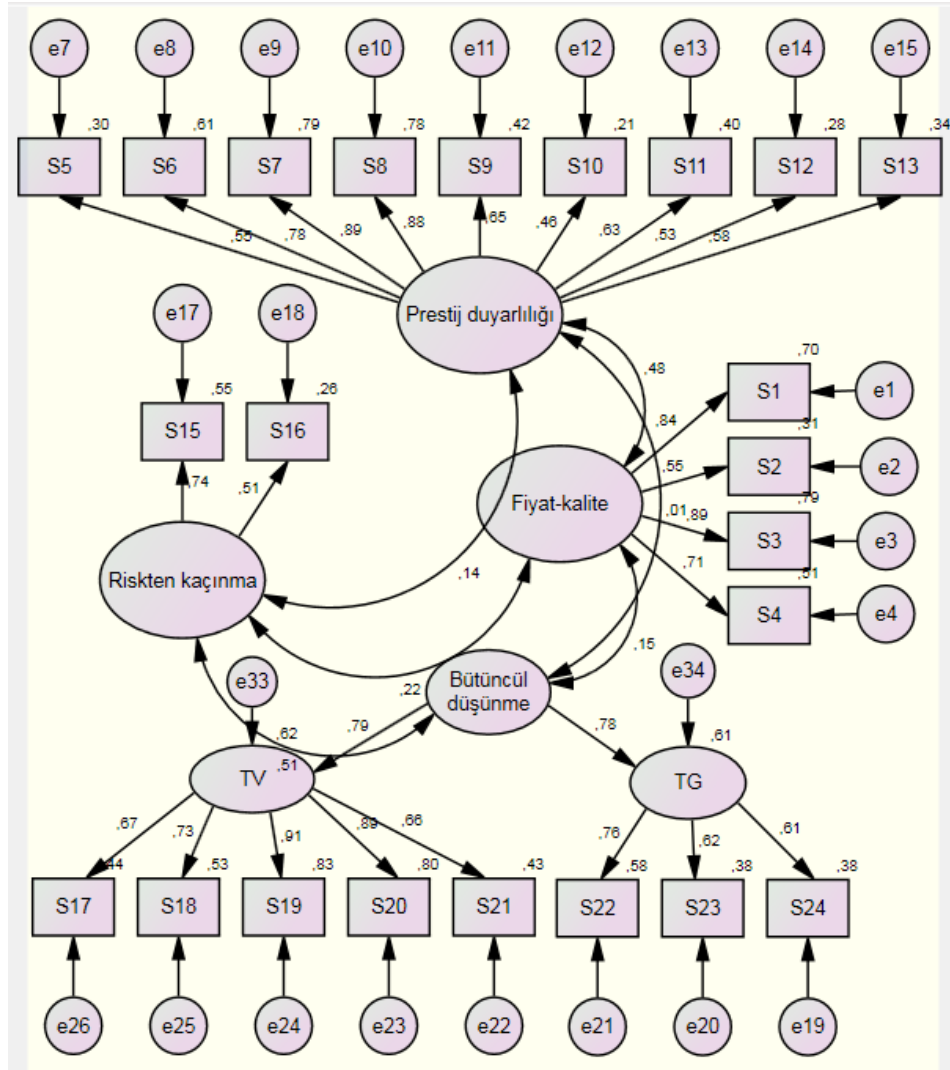 e7 e8 e9 e10 e11 e12 e13 e14 e15
,30 ,61 ,79 ,78 ,42 ,21 ,40 ,28 ,34
S5 S6 S7 S8 S9 S10 S11 S12 S13
,55 ,78 ,89 ,88 ,65 ,46 ,63 ,53 ,58
Prestij duyarlılığı
e17 e18
,55 ,26
S15 S16
,74 ,51
Riskten kaçınma
,48
Fiyat-kalite
,84 ,55 ,01 ,89 ,71
,70
S1 e1
,31
S2 e2
,79
S3 e3
,51
S4 e4
,14
,15
,22
,62
Bütüncül
düşünme
,79 ,78
e33 e34
,51 ,61
TV TG
,67 ,73 ,91 ,89 ,66 ,76 ,62 ,61
,44 ,53 ,83 ,80 ,43 ,58 ,38 ,38
S17 S18 S19 S20 S21 S22 S23 S24
e26 e25 e24 e23 e22 e21 e20 e19